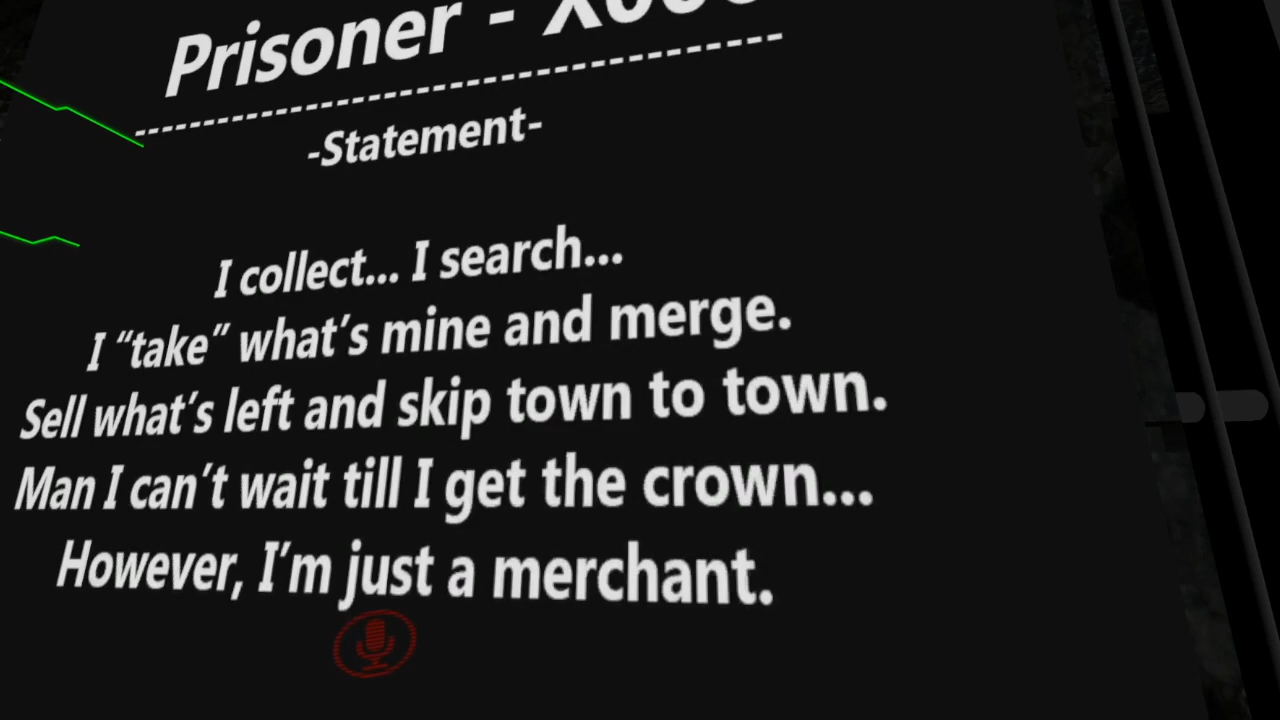 Prisoner -
--------------------------------------
-Statement-
I collect... I search...
I “take” what’s mine and merge.
Sell what’s left and skip town to town.
Man I can’t wait till I get the crown...
However, I’m just a merchant.